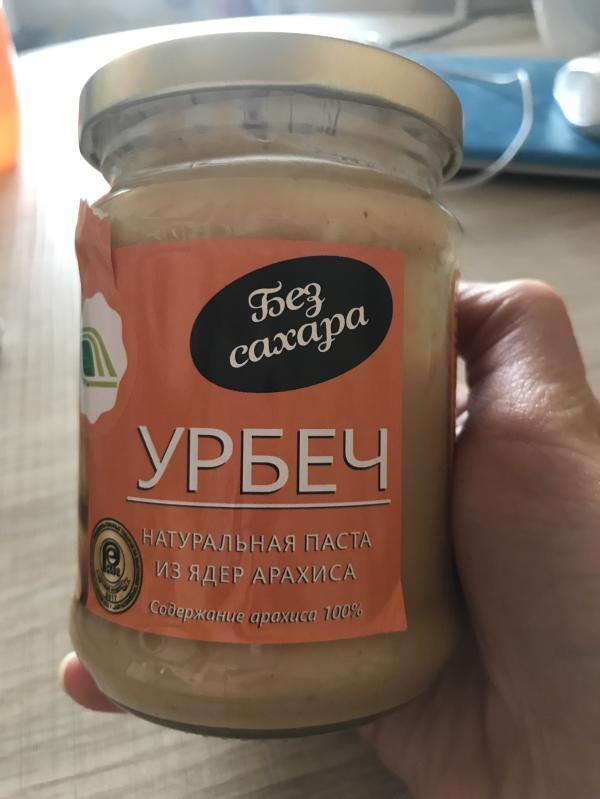 Без
сахара
УРБЕЧ
НАТУРАЛЬНАЯ ПАСТА
ИЗ ЯДЕР АРАХИСА
Содержание арахиса 100%